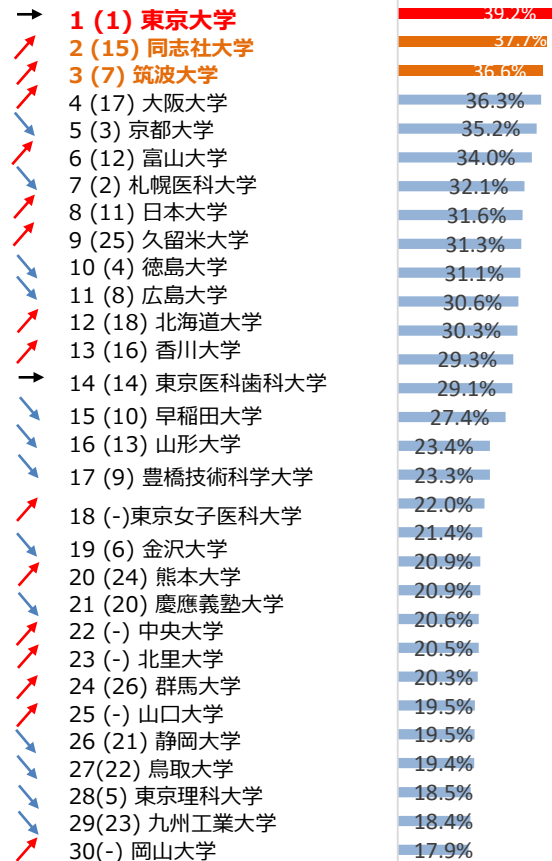 1 (1) 東京大学 39.2%
2 (15) 同志社大学 37.7%
3 (7) 筑波大学 36.6%
4 (17) 大阪大学 36.3%
5 (3) 京都大学 35.2%
6 (12) 富山大学 34.0%
7 (2) 札幌医科大学 32.1%
8 (11) 日本大学 31.6%
9 (25) 久留米大学 31.3%
10 (4) 徳島大学 31.1%
11 (8) 広島大学 30.6%
12 (18) 北海道大学 30.3%
13 (16) 香川大学 29.3%
14 (14) 東京医科歯科大学 29.1%
15 (10) 早稲田大学 27.4%
16 (13) 山形大学 23.4%
17 (9) 豊橋技術科学大学 23.3%
18 (-)東京女子医科大学 22.0%
19 (6) 金沢大学 21.4%
20 (24) 熊本大学 20.9%
21 (20) 慶應義塾大学 20.9%
22 (-) 中央大学 20.6%
23 (-) 北里大学 20.5%
24 (26) 群馬大学 20.3%
25 (-) 山口大学 19.5%
26 (21) 静岡大学 19.5%
27(22) 鳥取大学 19.4%
28(5) 東京理科大学 18.5%
29(23) 九州工業大学 18.4%
30(-) 岡山大学 17.9%